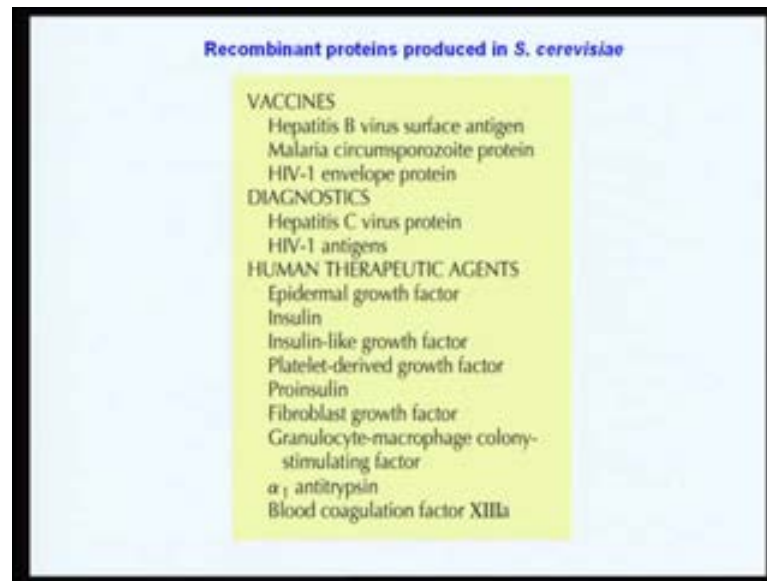 Recombinant proteins produced in S. cerevisiae
VACCINES
Hepatitis B virus surface antigen
Malaria circumsporozoite protein
HIV-1 envelope protein
DIAGNOSTICS
Hepatitis C virus protein
HIV-1 antigens
HUMAN THERAPEUTIC AGENTS
Epidermal growth factor
Insulin
Insulin-like growth factor
Platelet-derived growth factor
Proinsulin
Fibroblast growth factor
Granulocyte-macrophage colony-
stimulating factor
α₁ antitrypsin
Blood coagulation factor XIIIa